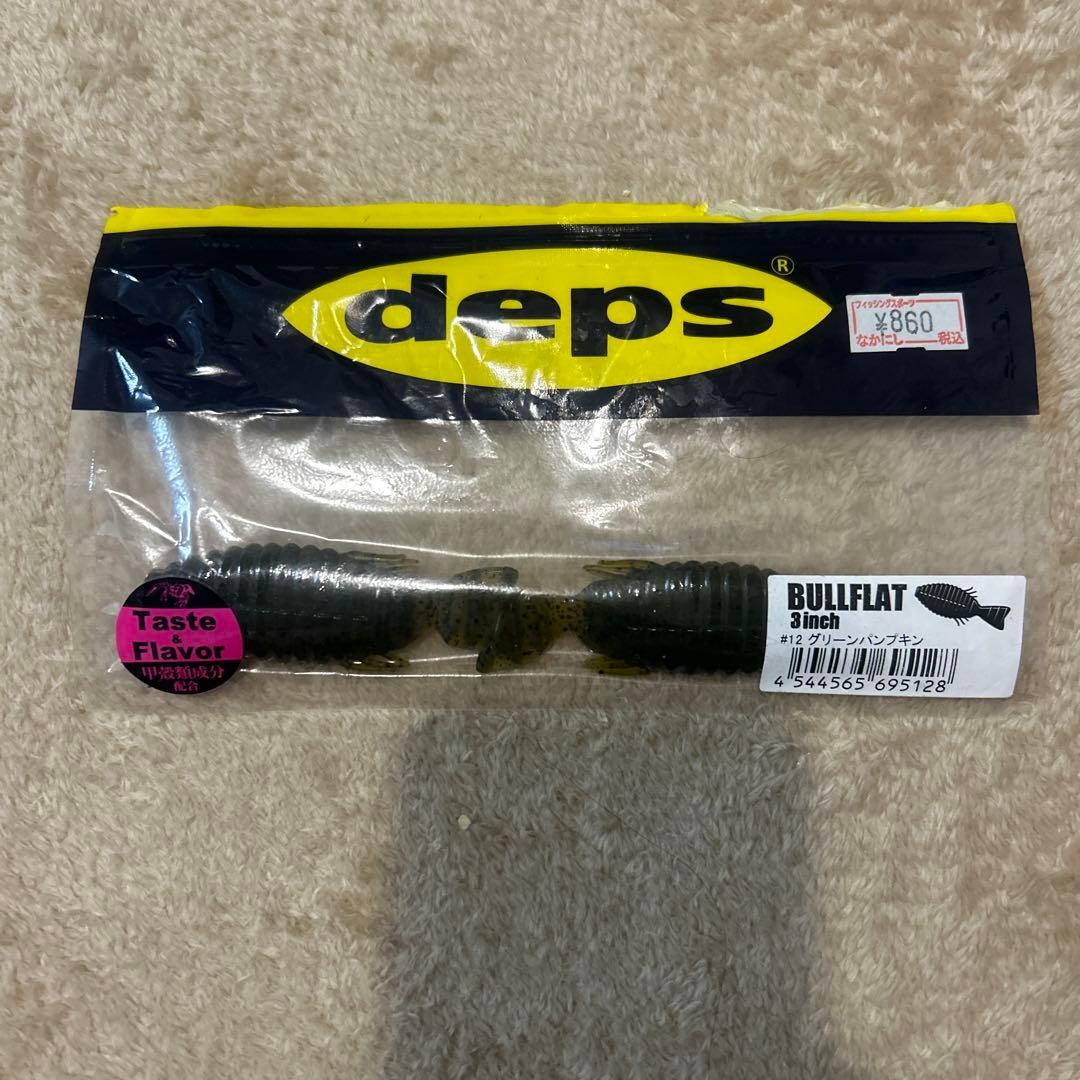 deps®
フィッシングスポーツ
¥860
なかたにし 税込
Taste
&
Flavor
甲殻類成分
配合
BULLFLAT
3inch
#12 グリーンパンプキン
4 544565 695128